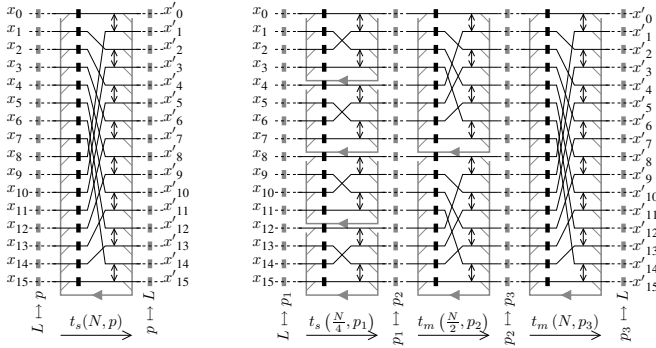 x0 x'0 x0 x'0
x1 x'1 x1 x'1
x2 x'2 x2 x'2
x3 x'3 x3 x'3
x4 x'4 x4 x'4
x5 x'5 x5 x'5
x6 x'6 x6 x'6
x7 x'7 x7 x'7
x8 x'8 x8 x'8
x9 x'9 x9 x'9
x10 x'10 x10 x'10
x11 x'11 x11 x'11
x12 x'12 x12 x'12
x13 x'13 x13 x'13
x14 x'14 x14 x'14
x15 x'15 x15 x'15
L ↔ p
t_s(N, p)
p ↔ L
L ↔ p1
t_s(N/4, p1)
p1 ↔ p2
t_m(N/2, p2)
p2 ↔ p3
t_m(N, p3)
p3 ↔ L